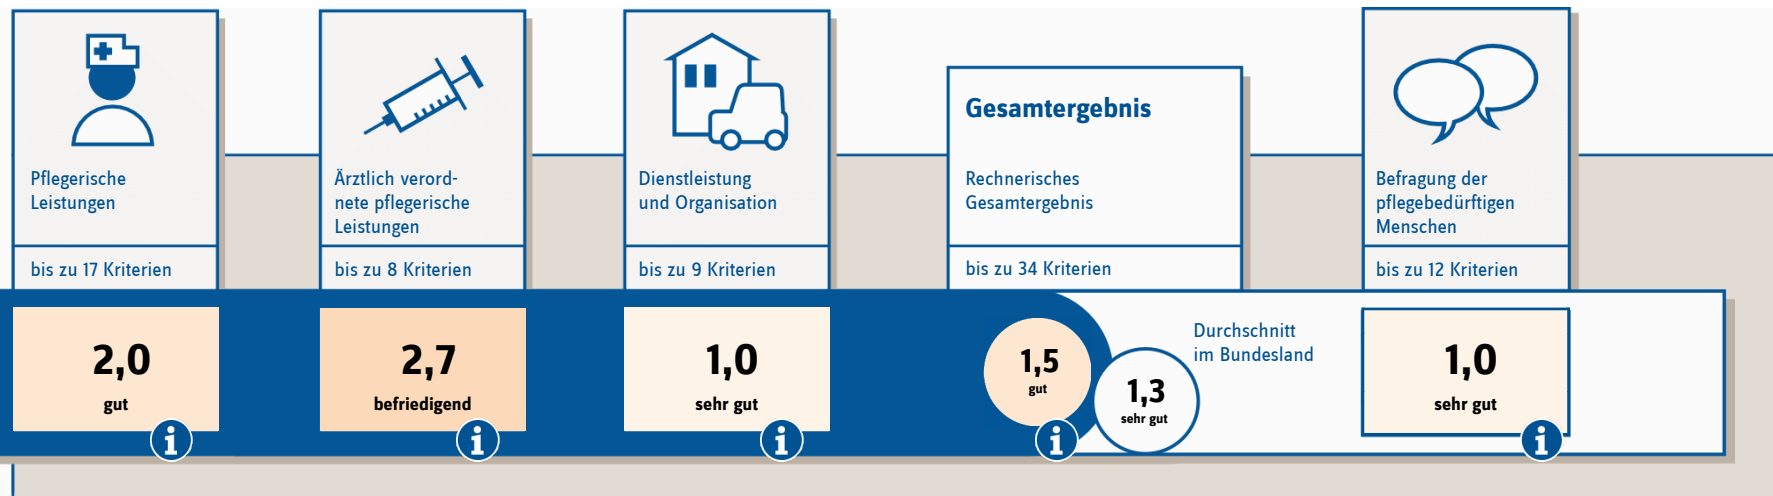 Pflegerische
Leistungen
bis zu 17 Kriterien
2,0
gut
i
Ärztlich verord-
nete pflegerische
Leistungen
bis zu 8 Kriterien
2,7
befriedigend
i
Dienstleistung
und Organisation
bis zu 9 Kriterien
1,0
sehr gut
i
Gesamtergebnis
Rechnerisches
Gesamtergebnis
bis zu 34 Kriterien
1,5
gut
i
1,3
sehr gut
Durchschnitt
im Bundesland
Befragung der
pflegebedürftigen
Menschen
bis zu 12 Kriterien
1,0
sehr gut
i